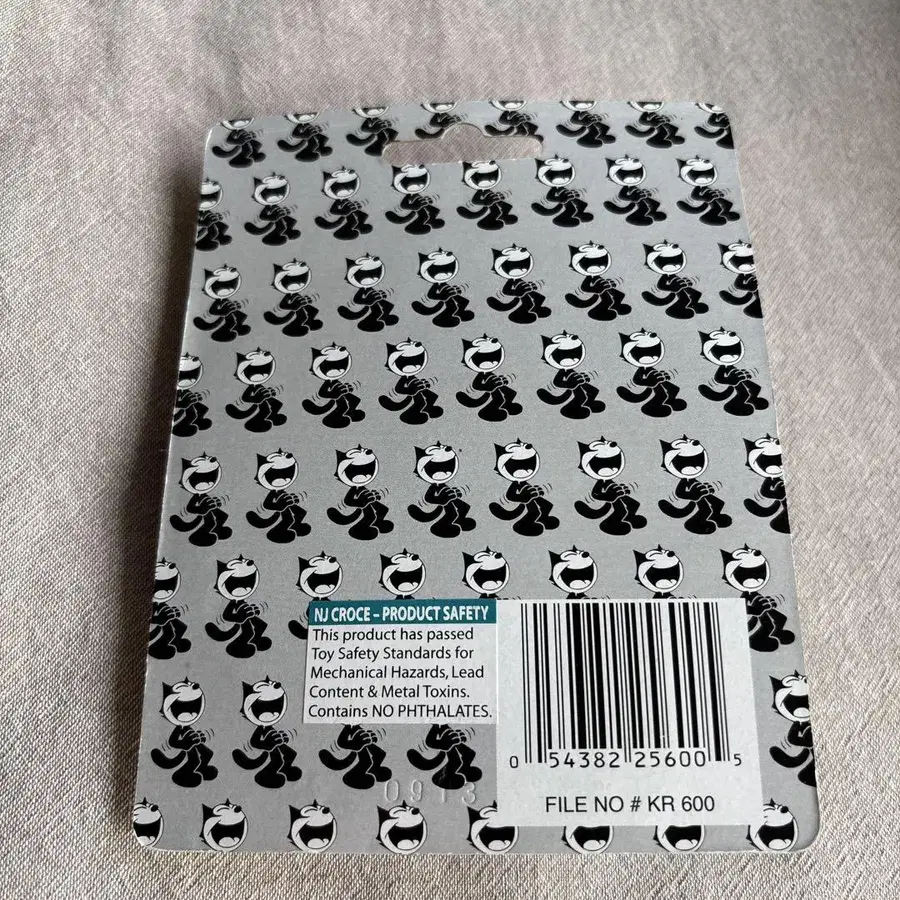 NJ CROCE – PRODUCT SAFETY
This product has passed
Toy Safety Standards for
Mechanical Hazards, Lead
Content & Metal Toxins.
Contains NO PHTHALATES.
0 54382 25600 5
FILE NO # KR 600
0913